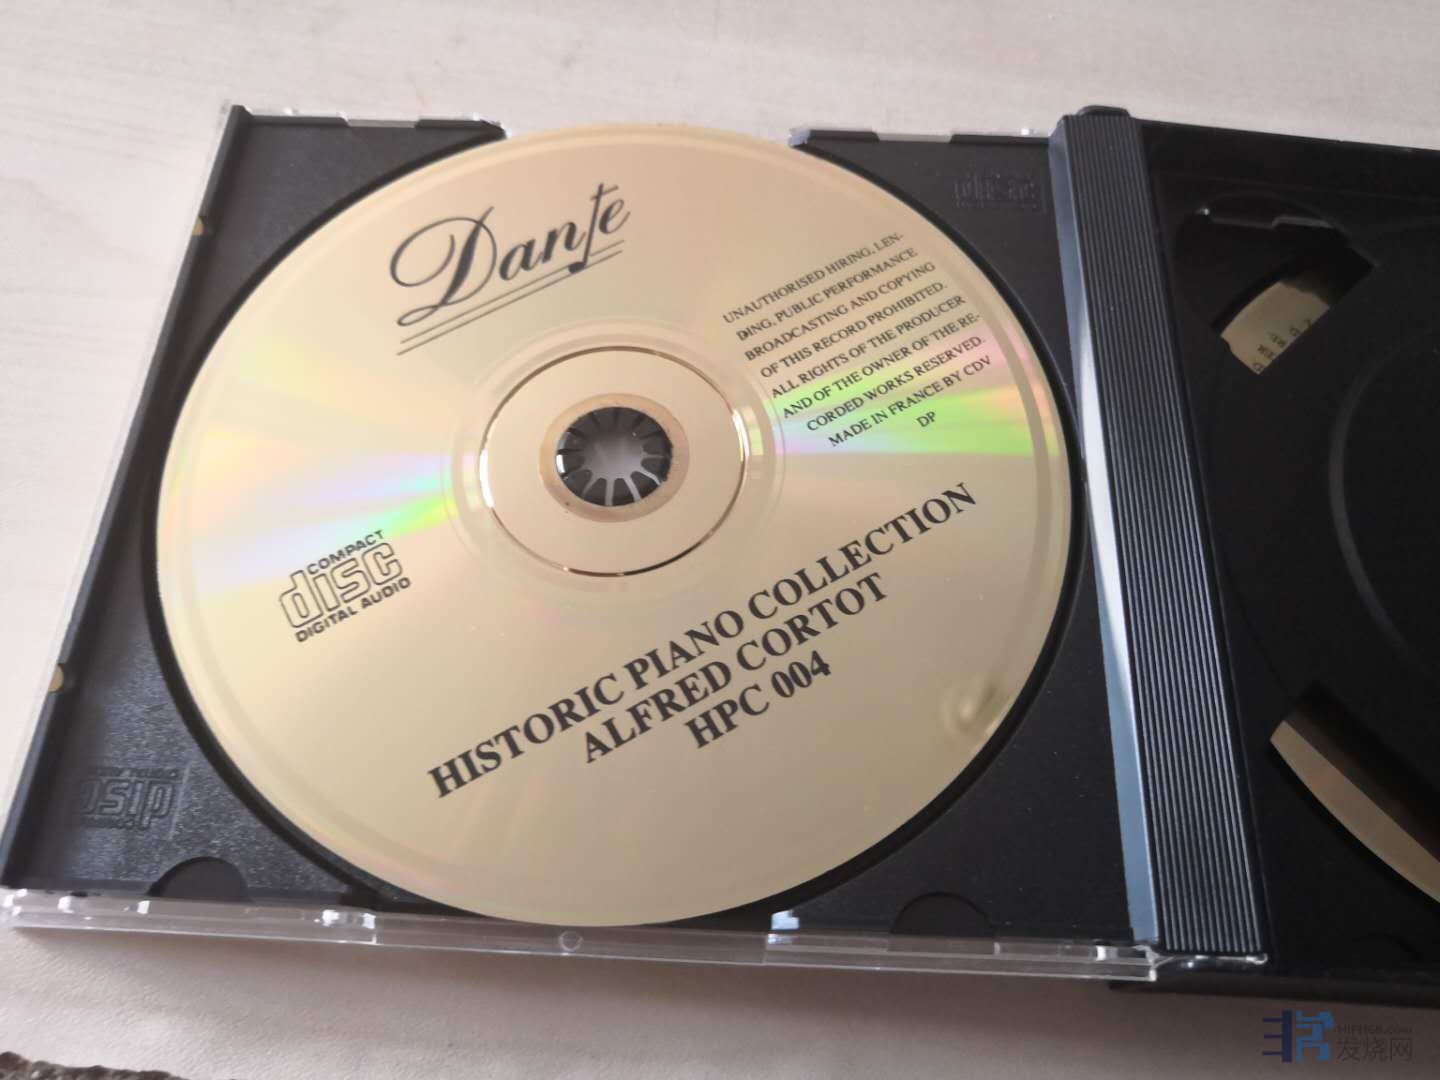 Dante
UNAUTHORISED HIRING, LEN-
DING, PUBLIC PERFORMANCE
BROADCASTING AND COPYING
OF THIS RECORD PROHIBITED.
ALL RIGHTS OF THE PRODUCER
AND OF THE OWNER OF THE RE-
CORDED WORKS RESERVED.
MADE IN FRANCE BY CDV
DP
COMPACT
disc
DIGITAL AUDIO
HISTORIC PIANO COLLECTION
ALFRED CORTOT
HPC 004
disc
disc
HIFI168.com
发烧网